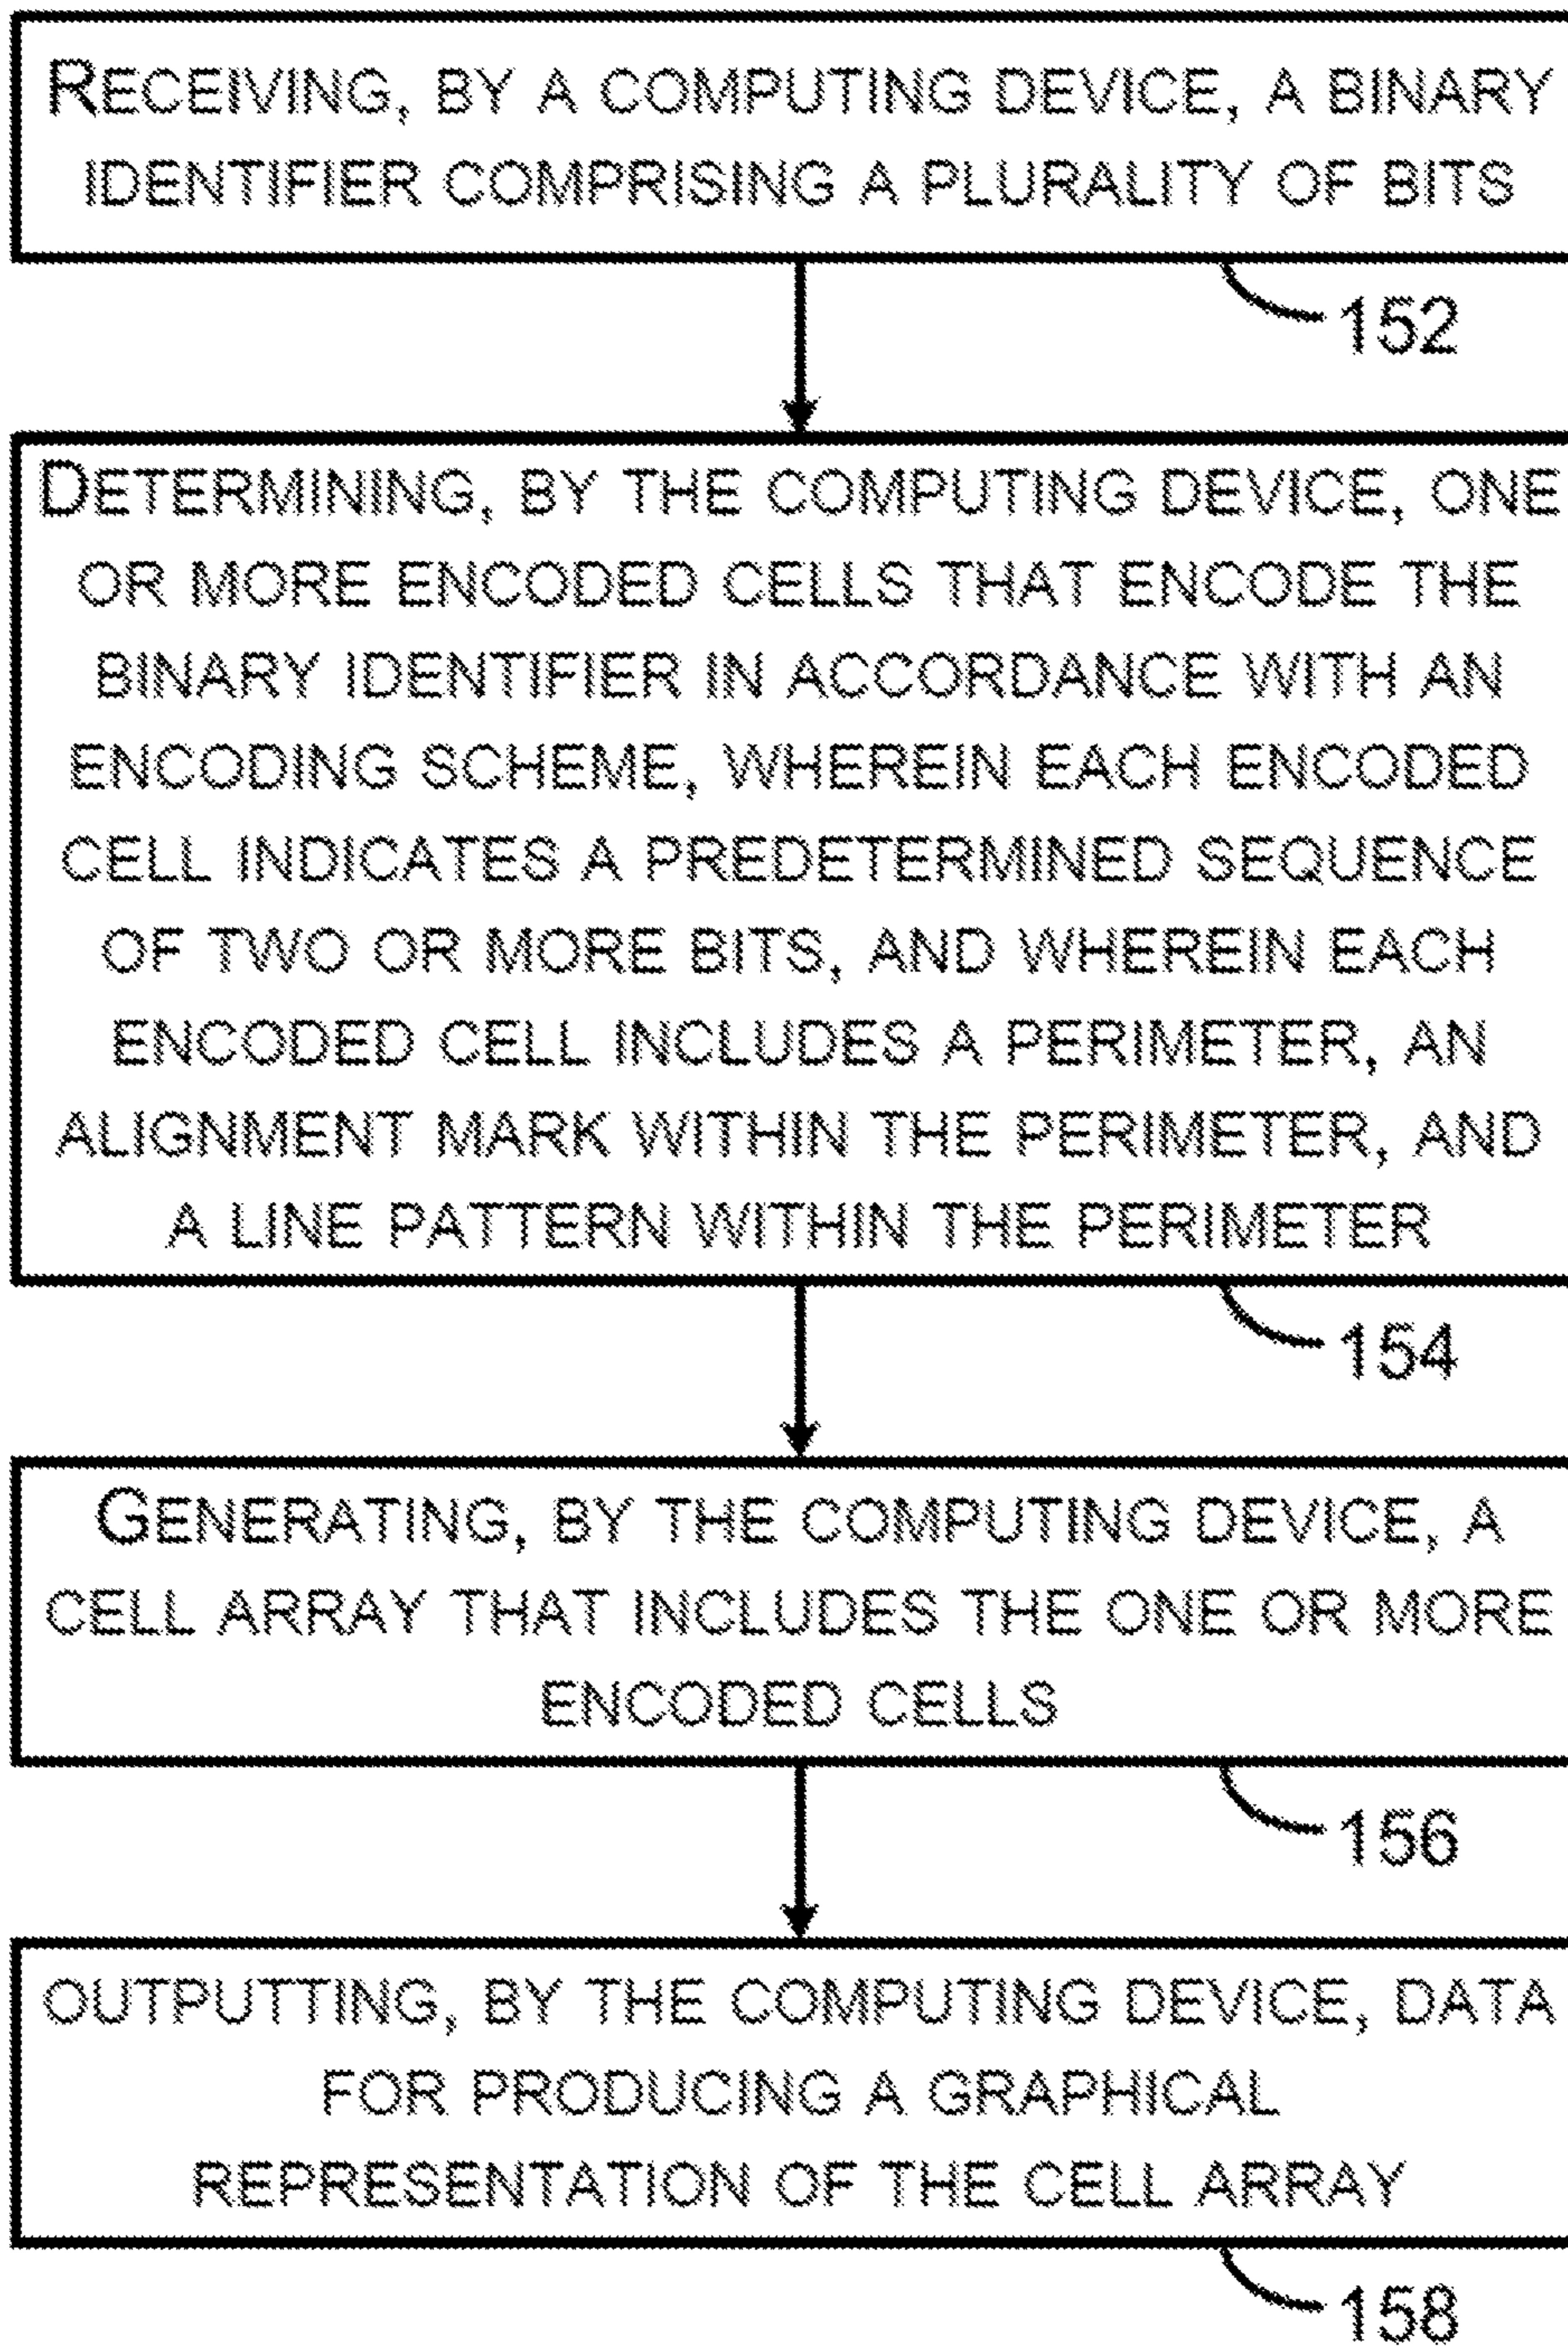 RECEIVING, BY A COMPUTING DEVICE, A BINARY
IDENTIFIER COMPRISING A PLURALITY OF BITS
152
DETERMINING, BY THE COMPUTING DEVICE, ONE
OR MORE ENCODED CELLS THAT ENCODE THE
BINARY IDENTIFIER IN ACCORDANCE WITH AN
ENCODING SCHEME, WHEREIN EACH ENCODED
CELL INDICATES A PREDETERMINED SEQUENCE
OF TWO OR MORE BITS, AND WHEREIN EACH
ENCODED CELL INCLUDES A PERIMETER, AN
ALIGNMENT MARK WITHIN THE PERIMETER, AND
A LINE PATTERN WITHIN THE PERIMETER
154
GENERATING, BY THE COMPUTING DEVICE, A
CELL ARRAY THAT INCLUDES THE ONE OR MORE
ENCODED CELLS
156
OUTPUTTING, BY THE COMPUTING DEVICE, DATA
FOR PRODUCING A GRAPHICAL
REPRESENTATION OF THE CELL ARRAY
158